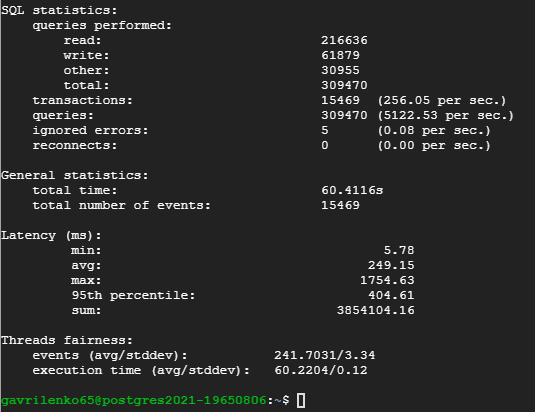 SQL statistics:
queries performed:
read: 216636
write: 61879
other: 30955
total: 309470
transactions: 15469 (256.05 per sec.)
queries: 309470 (5122.53 per sec.)
ignored errors: 5 (0.08 per sec.)
reconnects: 0 (0.00 per sec.)
General statistics:
total time: 60.4116s
total number of events: 15469
Latency (ms):
min: 5.78
avg: 249.15
max: 1754.63
95th percentile: 404.61
sum: 3854104.16
Threads fairness:
events (avg/stddev): 241.7031/3.34
execution time (avg/stddev): 60.2204/0.12
gavrilenko65@postgres2021-19650806:~$